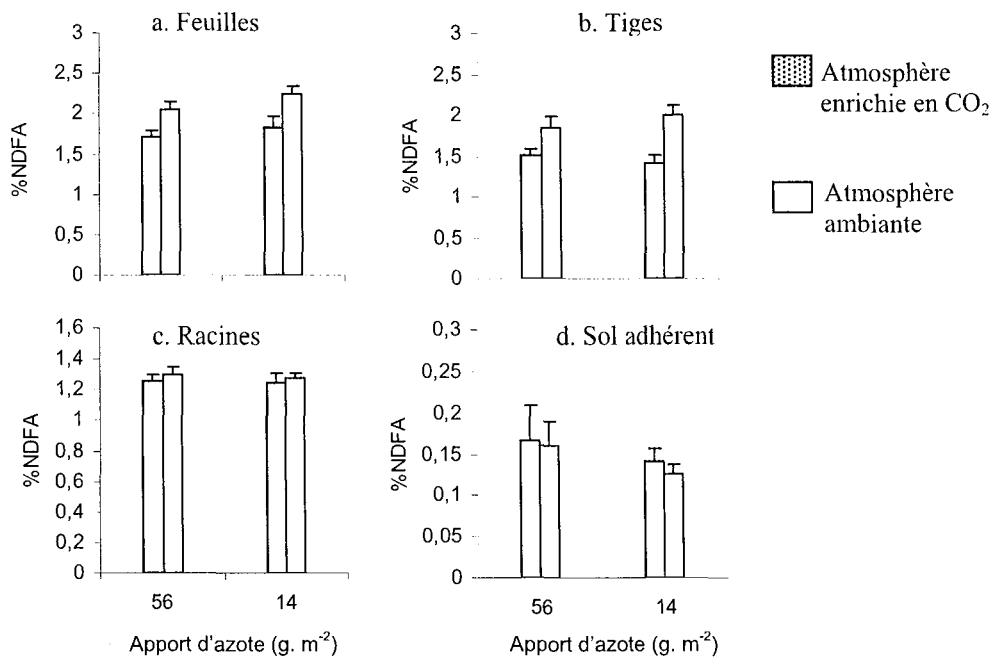 a. Feuilles
3
2,5
2
1,5
1
0,5
0
%NDFA
b. Tiges
3
2,5
2
1,5
1
0,5
0
%NDFA
Atmosphère
enrichie en CO₂
Atmosphère
ambiante
c. Racines
1,6
1,4
1,2
1
0,8
0,6
0,4
0,2
0
%NDFA
56
14
Apport d'azote (g. m⁻²)
d. Sol adhérent
0,3
0,25
0,2
0,15
0,1
0,05
0
%NDFA
56
14
Apport d'azote (g. m⁻²)